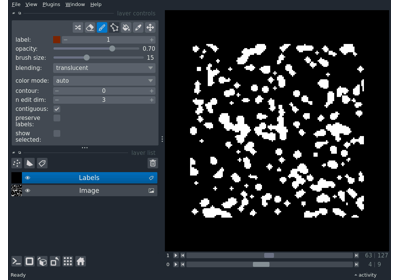 File View Plugins Window Help
layer controls
label: 1
opacity: 0.70
brush size: 15
blending: translucent
color mode: auto
contour: 0
n edit dim: 3
contiguous:
preserve
labels:
show
selected:
layer list
Labels
Image
1 63 127
0 4 9
Ready activity